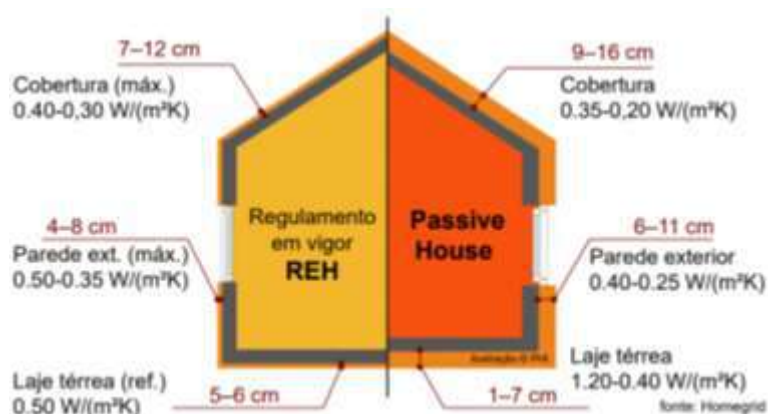 7–12 cm
Cobertura (máx.)
0.40-0,30 W/(m²K)
9–16 cm
Cobertura
0.35-0,20 W/(m²K)
4–8 cm
Parede ext. (máx.)
0.50-0.35 W/(m²K)
Regulamento
em vigor
REH
Passive
House
6–11 cm
Parede exterior
0.40-0.25 W/(m²K)
Ilustração © PHI
Laje térrea (ref.)
0.50 W/(m²K)
5–6 cm
1–7 cm
Laje térrea
1.20-0.40 W/(m²K)
fonte: Homegrid